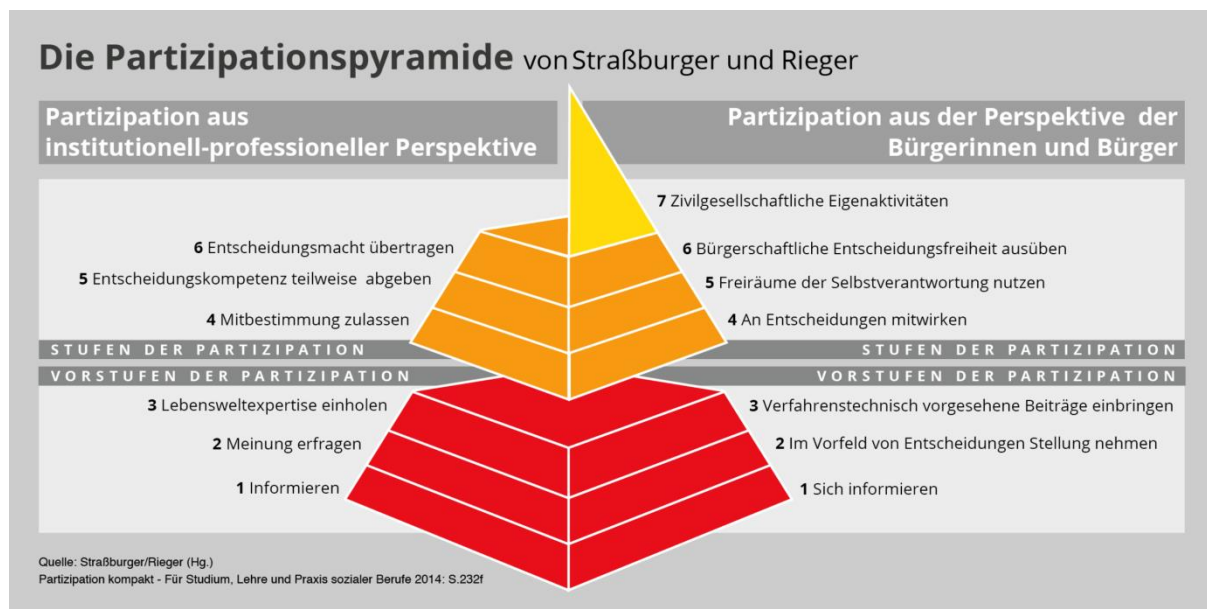 Die Partizipationspyramide von Straßburger und Rieger
Partizipation aus
institutionell-professioneller Perspektive
Partizipation aus der Perspektive der
Bürgerinnen und Bürger
7 Zivilgesellschaftliche Eigenaktivitäten
6 Entscheidungsmacht übertragen
6 Bürgerschaftliche Entscheidungsfreiheit ausüben
5 Entscheidungskompetenz teilweise abgeben
5 Freiräume der Selbstverantwortung nutzen
4 Mitbestimmung zulassen
4 An Entscheidungen mitwirken
STUFEN DER PARTIZIPATION
STUFEN DER PARTIZIPATION
VORSTUFEN DER PARTIZIPATION
VORSTUFEN DER PARTIZIPATION
3 Lebensweltexpertise einholen
3 Verfahrenstechnisch vorgesehene Beiträge einbringen
2 Meinung erfragen
2 Im Vorfeld von Entscheidungen Stellung nehmen
1 Informieren
1 Sich informieren
Quelle: Straßburger/Rieger (Hg.)
Partizipation kompakt - Für Studium, Lehre und Praxis sozialer Berufe 2014: S.232f